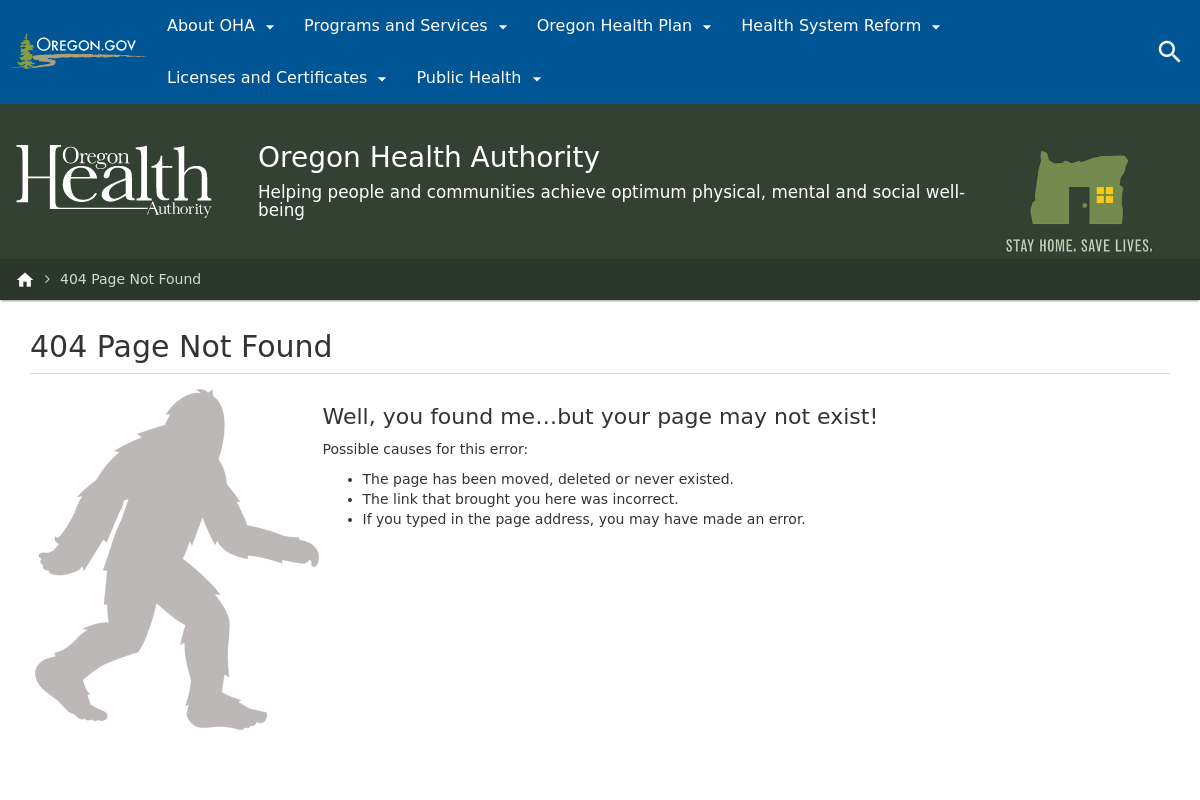 About OHA
Programs and Services
Oregon Health Plan
Health System Reform
OREGON.GOV
Licenses and Certificates
Public Health
Oregon
Health
Authority
Oregon Health Authority
Helping people and communities achieve optimum physical, mental and social well-
being
STAY HOME. SAVE LIVES.
404 Page Not Found
404 Page Not Found
Well, you found me...but your page may not exist!
Possible causes for this error:
• The page has been moved, deleted or never existed.
• The link that brought you here was incorrect.
• If you typed in the page address, you may have made an error.